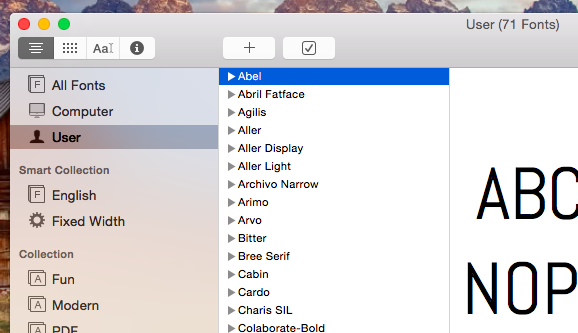 User (71 Fonts)
Aa
All Fonts
Computer
User
Smart Collection
English
Fixed Width
Collection
Fun
Modern
PDF
Abel
Abril Fatface
Agilis
Aller
Aller Display
Aller Light
Archivo Narrow
Arimo
Arvo
Bitter
Bree Serif
Cabin
Cardo
Charis SIL
Colaborate-Bold
ABC
NOP